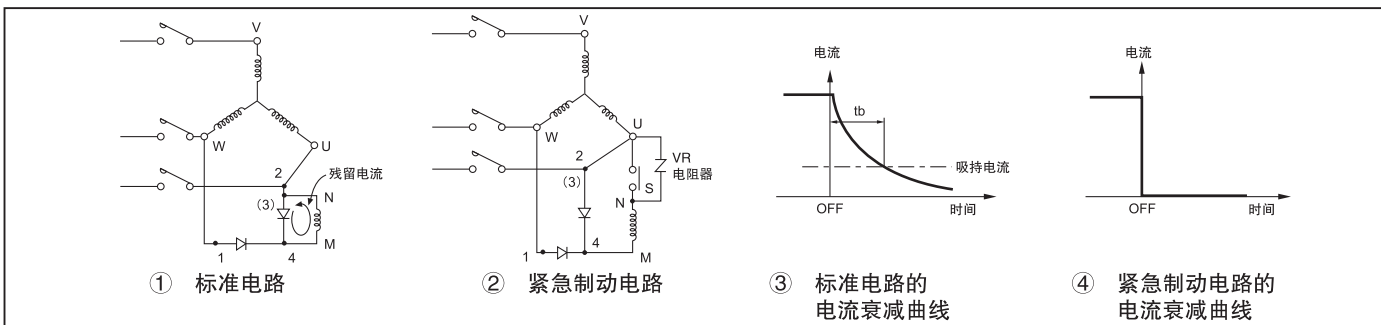 V
W
U
2
残留电流
(3)
N
M
1
4
① 标准电路
V
W
U
2
VR
电阻器
(3)
S
N
4
1
M
② 紧急制动电路
电流
tb
吸持电流
OFF
时间
③ 标准电路的
电流衰减曲线
电流
OFF
时间
④ 紧急制动电路的
电流衰减曲线